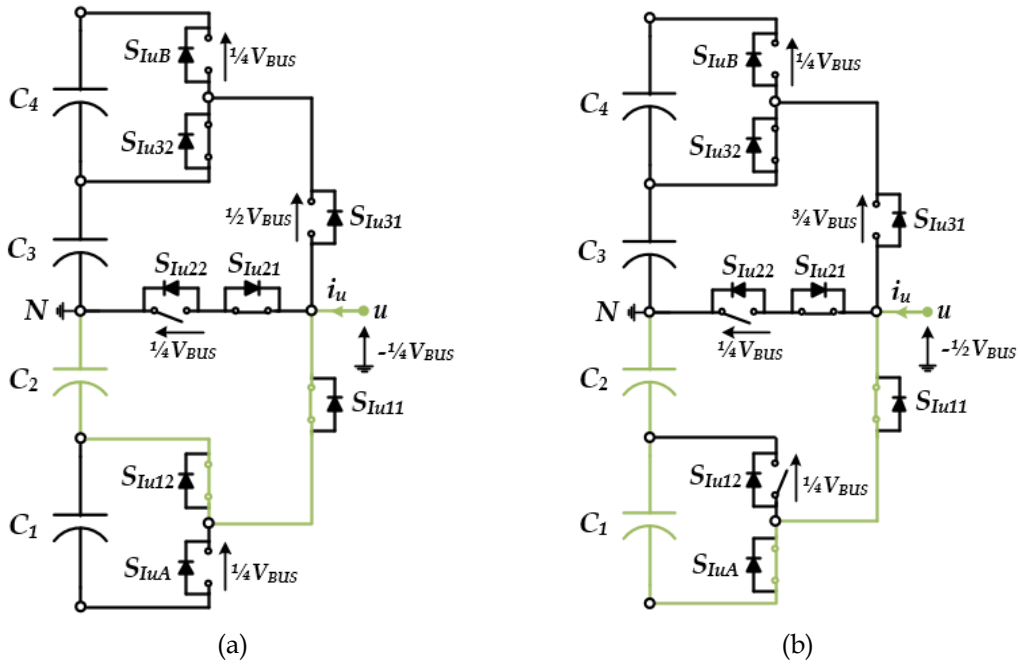 S_IuB
¼V_BUS
C_4
S_Iu32
½V_BUS
S_Iu31
C_3
S_Iu22
S_Iu21
i_u
N
u
¼V_BUS
-¼V_BUS
C_2
S_Iu11
S_Iu12
C_1
S_IuA
¼V_BUS
(a)
S_IuB
¼V_BUS
C_4
S_Iu32
¾V_BUS
S_Iu31
C_3
S_Iu22
S_Iu21
i_u
N
u
¼V_BUS
-½V_BUS
C_2
S_Iu11
S_Iu12
¼V_BUS
C_1
S_IuA
(b)